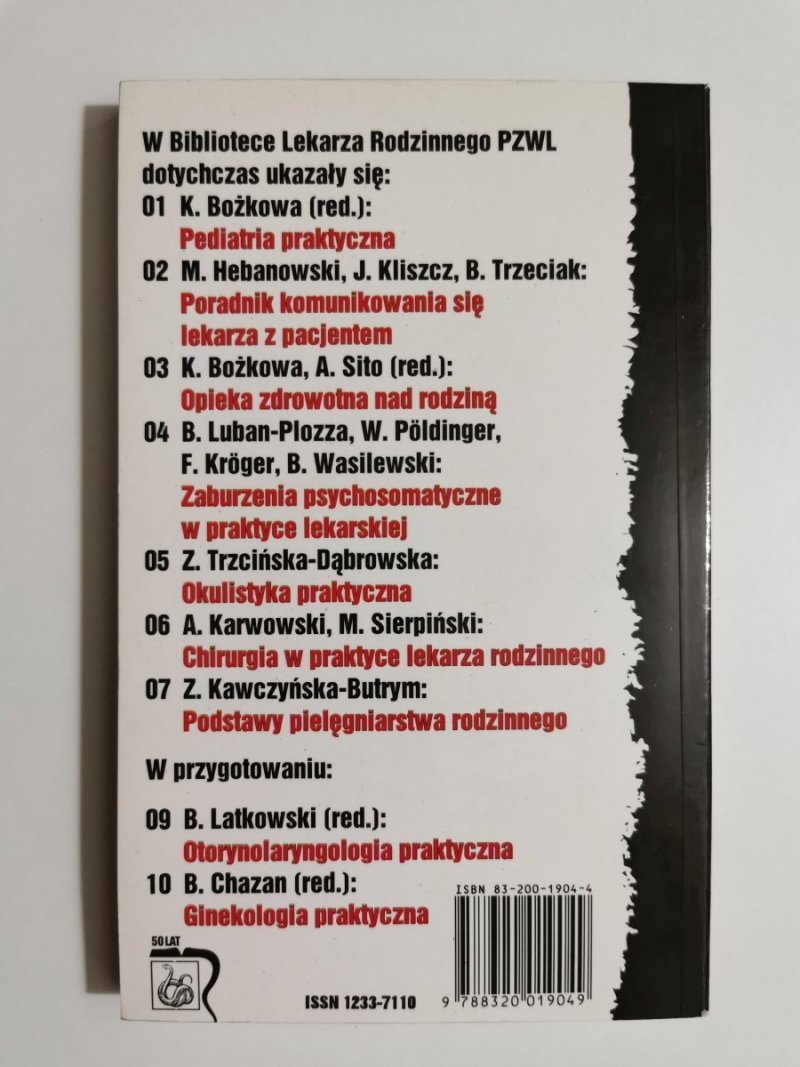 W Bibliotece Lekarza Rodzinnego PZWL
dotychczas ukazały się:
01 K. Bożkowa (red.):
Pediatria praktyczna
02 M. Hebanowski, J. Kliszcz, B. Trzeciak:
Poradnik komunikowania się
lekarza z pacjentem
03 K. Bożkowa, A. Sito (red.):
Opieka zdrowotna nad rodziną
04 B. Luban-Plozza, W. Pöldinger,
F. Kröger, B. Wasilewski:
Zaburzenia psychosomatyczne
w praktyce lekarskiej
05 Z. Trzcińska-Dąbrowska:
Okulistyka praktyczna
06 A. Karwowski, M. Sierpiński:
Chirurgia w praktyce lekarza rodzinnego
07 Z. Kawczyńska-Butrym:
Podstawy pielęgniarstwa rodzinnego
W przygotowaniu:
09 B. Latkowski (red.):
Otorynolaryngologia praktyczna
10 B. Chazan (red.):
Ginekologia praktyczna
ISBN 83-200-1904-4
50 LAT
ISSN 1233-7110
9 788320 019049